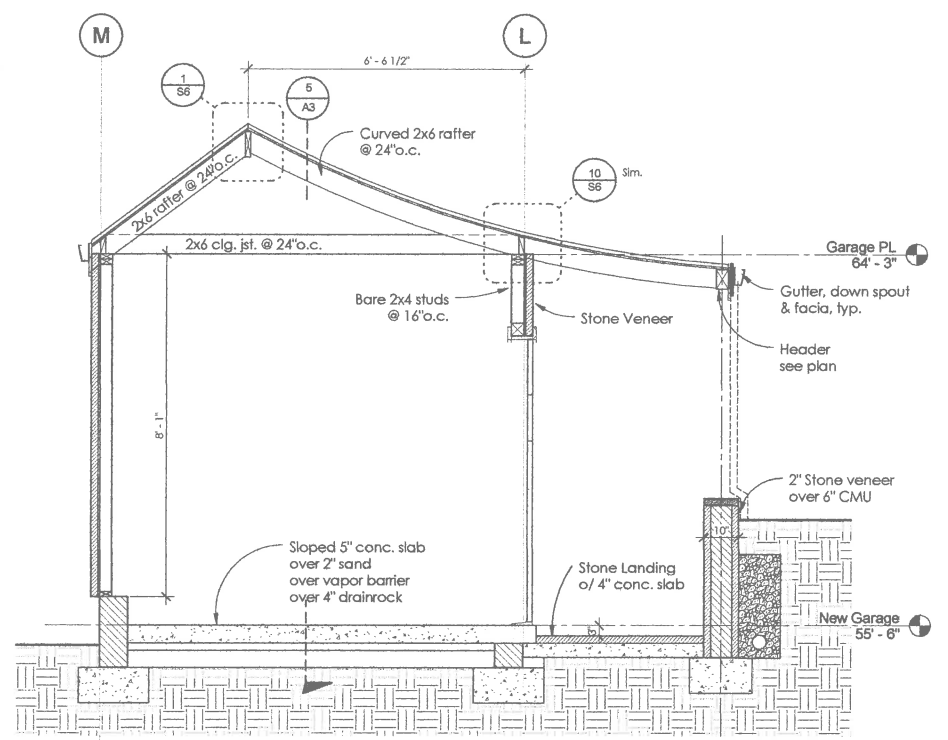 M
L
6' - 6 1/2"
1
S6
5
A3
Curved 2x6 rafter
@ 24"o.c.
10
S6
Sim.
2x6 rafter @ 24"o.c.
2x6 clg. jst. @ 24"o.c.
Garage PL
64' - 3"
Bare 2x4 studs
@ 16"o.c.
Stone Veneer
Gutter, down spout
& facia, typ.
Header
see plan
8' - 1"
2" Stone veneer
over 6" CMU
10"
Sloped 5" conc. slab
over 2" sand
over vapor barrier
over 4" drainrock
Stone Landing
o/ 4" conc. slab
3"
New Garage
55' - 6"